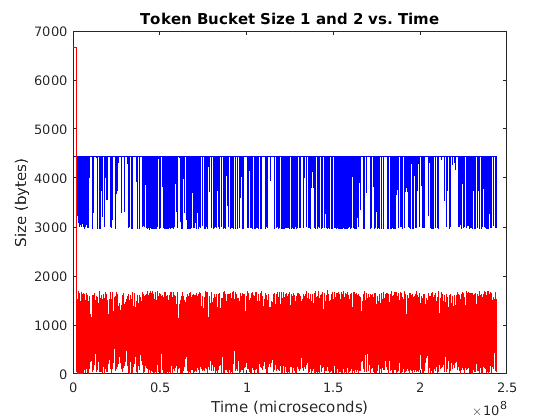 Token Bucket Size 1 and 2 vs. Time
7000
6000
5000
4000
3000
2000
1000
0
Size (bytes)
0 0.5 1 1.5 2 2.5
×10^8
Time (microseconds)